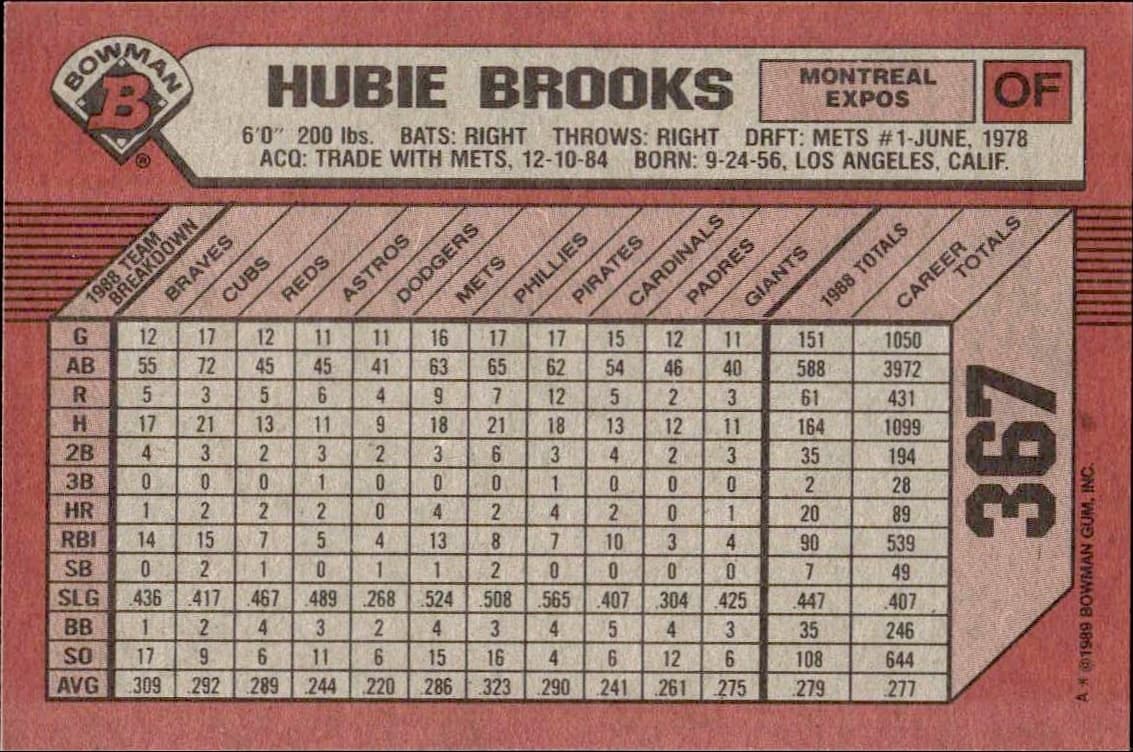 BOWMAN
B
®
HUBIE BROOKS
MONTREAL
EXPOS
OF
6'0" 200 lbs. BATS: RIGHT THROWS: RIGHT DRFT: METS #1-JUNE, 1978
ACQ: TRADE WITH METS, 12-10-84 BORN: 9-24-56, LOS ANGELES, CALIF.
1988 TEAM BREAKDOWN BRAVES CUBS REDS ASTROS DODGERS METS PHILLIES PIRATES CARDINALS PADRES GIANTS 1988 TOTALS CAREER TOTALS
G 12 17 12 11 11 16 17 17 15 12 11 151 1050
AB 55 72 45 45 41 63 65 62 54 46 40 588 3972
R 5 3 5 6 4 9 7 12 5 2 3 61 431
H 17 21 13 11 9 18 21 18 13 12 11 164 1099
2B 4 3 2 3 2 3 6 3 4 2 3 35 194
3B 0 0 0 1 0 0 0 1 0 0 0 2 28
HR 1 2 2 2 0 4 2 4 2 0 1 20 89
RBI 14 15 7 5 4 13 8 7 10 3 4 90 539
SB 0 2 1 0 1 1 2 0 0 0 0 7 49
SLG .436 .417 .467 .489 .268 .524 .508 .565 .407 .304 .425 .447 .407
BB 1 2 4 3 2 4 3 4 5 4 3 35 246
SO 17 9 6 11 6 15 16 4 6 12 6 108 644
AVG .309 .292 .289 .244 .220 .286 .323 .290 .241 .261 .275 .279 .277
367
A * ©1989 BOWMAN GUM, INC.